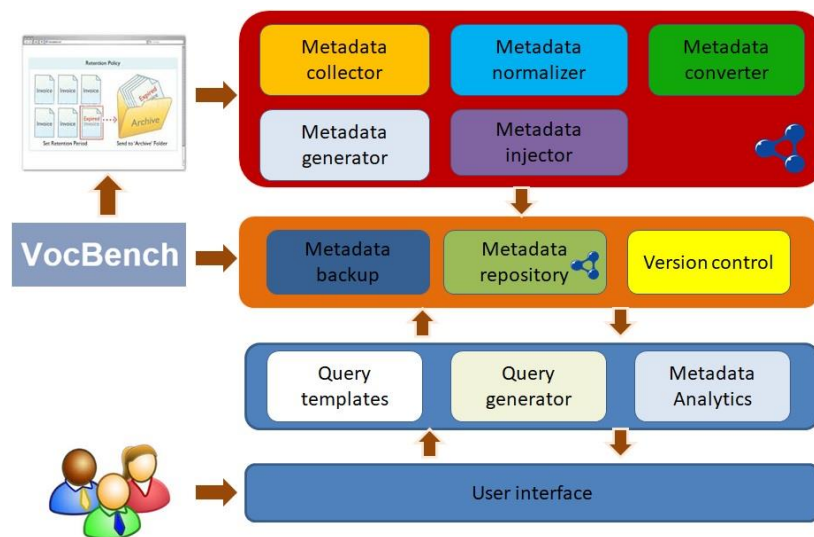 Retention Policy
Invoice
Invoice
Invoice
Invoice
Invoice
Expired
Invoice
Expired
Archive
Set Retention Period
Send to 'Archive' Folder
Metadata
collector
Metadata
normalizer
Metadata
converter
Metadata
generator
Metadata
injector
VocBench
Metadata
backup
Metadata
repository
Version control
Query
templates
Query
generator
Metadata
Analytics
User interface